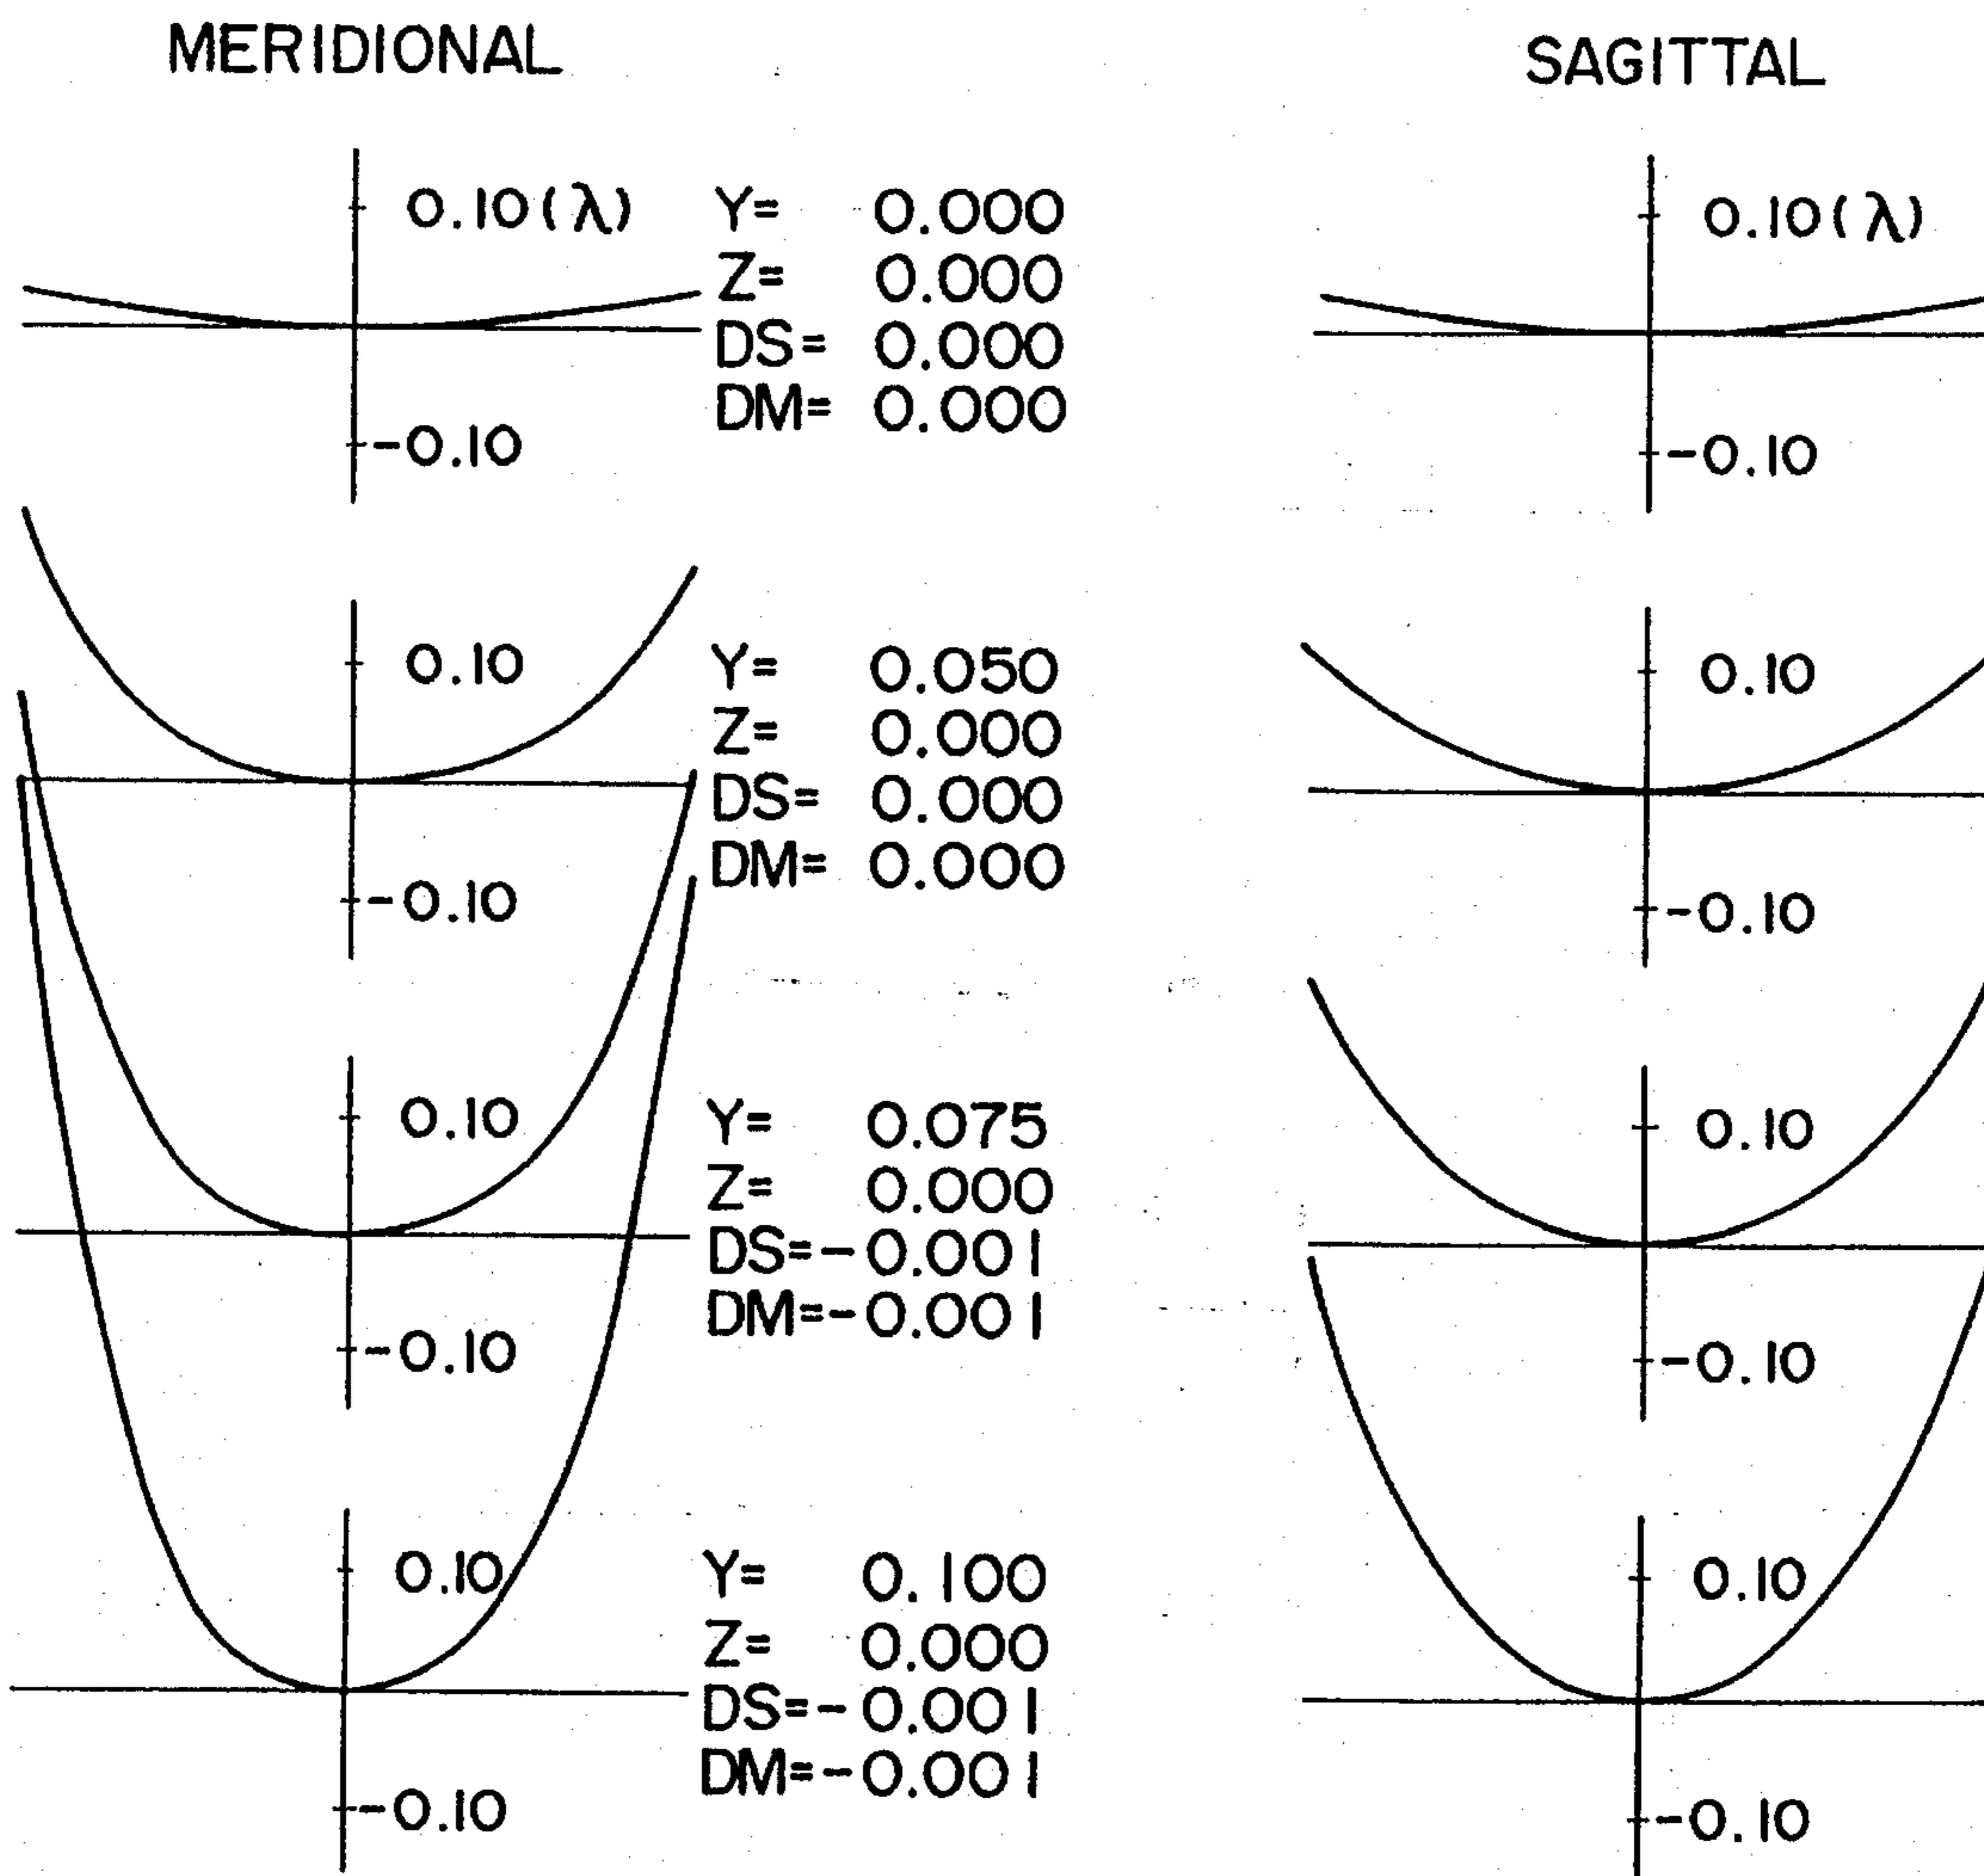 MERIDIONAL
SAGITTAL
0.10(λ)
-0.10
Y= 0.000
Z= 0.000
DS= 0.000
DM= 0.000
0.10(λ)
-0.10
0.10
-0.10
Y= 0.050
Z= 0.000
DS= 0.000
DM= 0.000
0.10
-0.10
0.10
-0.10
Y= 0.075
Z= 0.000
DS=-0.001
DM=-0.001
0.10
-0.10
0.10
-0.10
Y= 0.100
Z= 0.000
DS=-0.001
DM=-0.001
0.10
-0.10